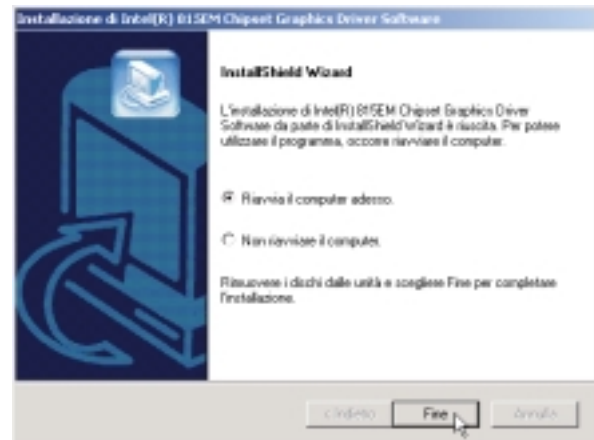 Installazione di Intel(R) 815EM Chipset Graphics Driver Software
InstallShield Wizard
L'installazione di Intel(R) 815EM Chipset Graphics Driver
Software da parte di InstallShield Wizard è riuscita. Per potere
utilizzare il programma, occorre riavviare il computer.
Riavvia il computer adesso.
Non riavviare il computer.
Rimuovere i dischi dalle unità e scegliere Fine per completare
l'installazione.
< Indietro
Fine
Annulla